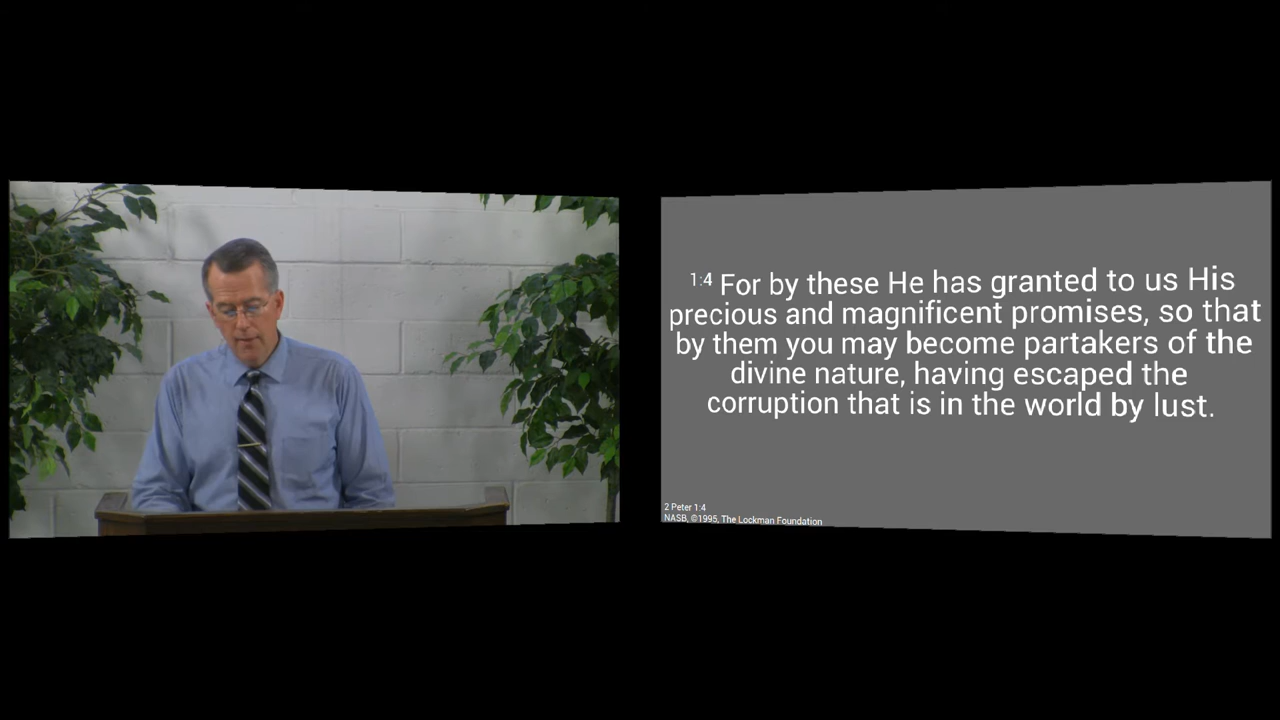 1:4 For by these He has granted to us His
precious and magnificent promises, so that
by them you may become partakers of the
divine nature, having escaped the
corruption that is in the world by lust.
2 Peter 1:4
NASB, ©1995, The Lockman Foundation